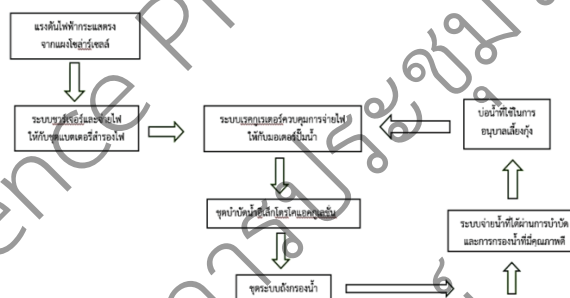 แรงดันไฟฟ้ากระแสตรง
จากแผงโซล่าร์เซลล์
ระบบชาร์จเจอร์และจ่ายไฟ
ให้กับชุดแบตเตอรี่สำรองไฟ
ระบบเรคกูเรเตอร์ควบคุมการจ่ายไฟ
ให้กับมอเตอร์ปั๊มน้ำ
บ่อน้ำที่ใช้ในการ
อนุบาลเลี้ยงกุ้ง
ชุดบำบัดน้ำอิเล็กโตรโคแอคกูเลชั่น
ระบบจ่ายน้ำที่ได้ผ่านการบำบัด
และการกรองน้ำที่มีคุณภาพดี
ชุดระบบถังกรองน้ำ
ence P
การประชุม